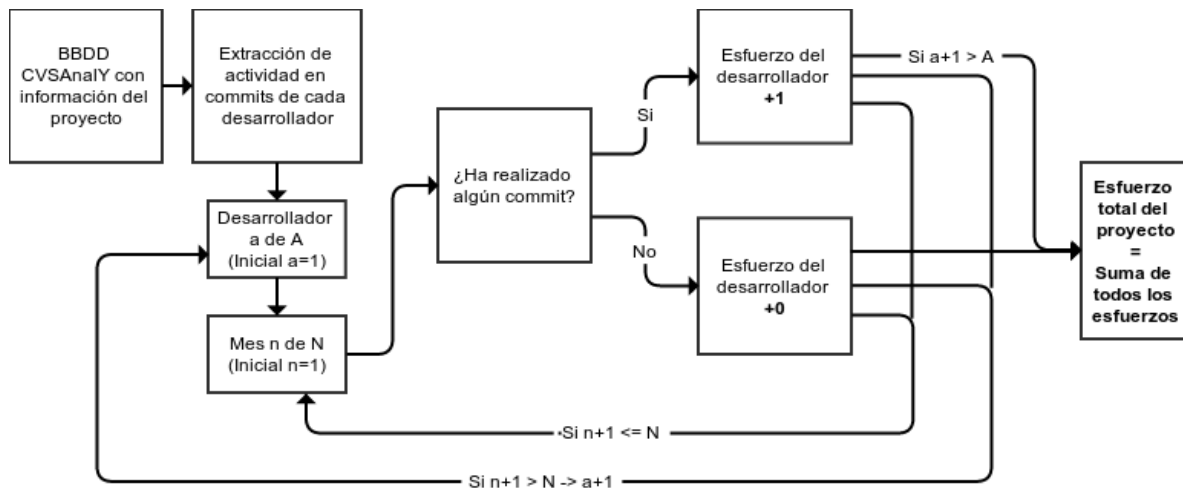 BBDD
CVSAnalY con
información del
proyecto
Extracción de
actividad en
commits de cada
desarrollador
Desarrollador
a de A
(Inicial a=1)
Mes n de N
(Inicial n=1)
¿Ha realizado
algún commit?
Si
No
Esfuerzo del
desarrollador
+1
Esfuerzo del
desarrollador
+0
Si a+1 > A
Si n+1 <= N
Si n+1 > N -> a+1
Esfuerzo
total del
proyecto
=
Suma de
todos los
esfuerzos